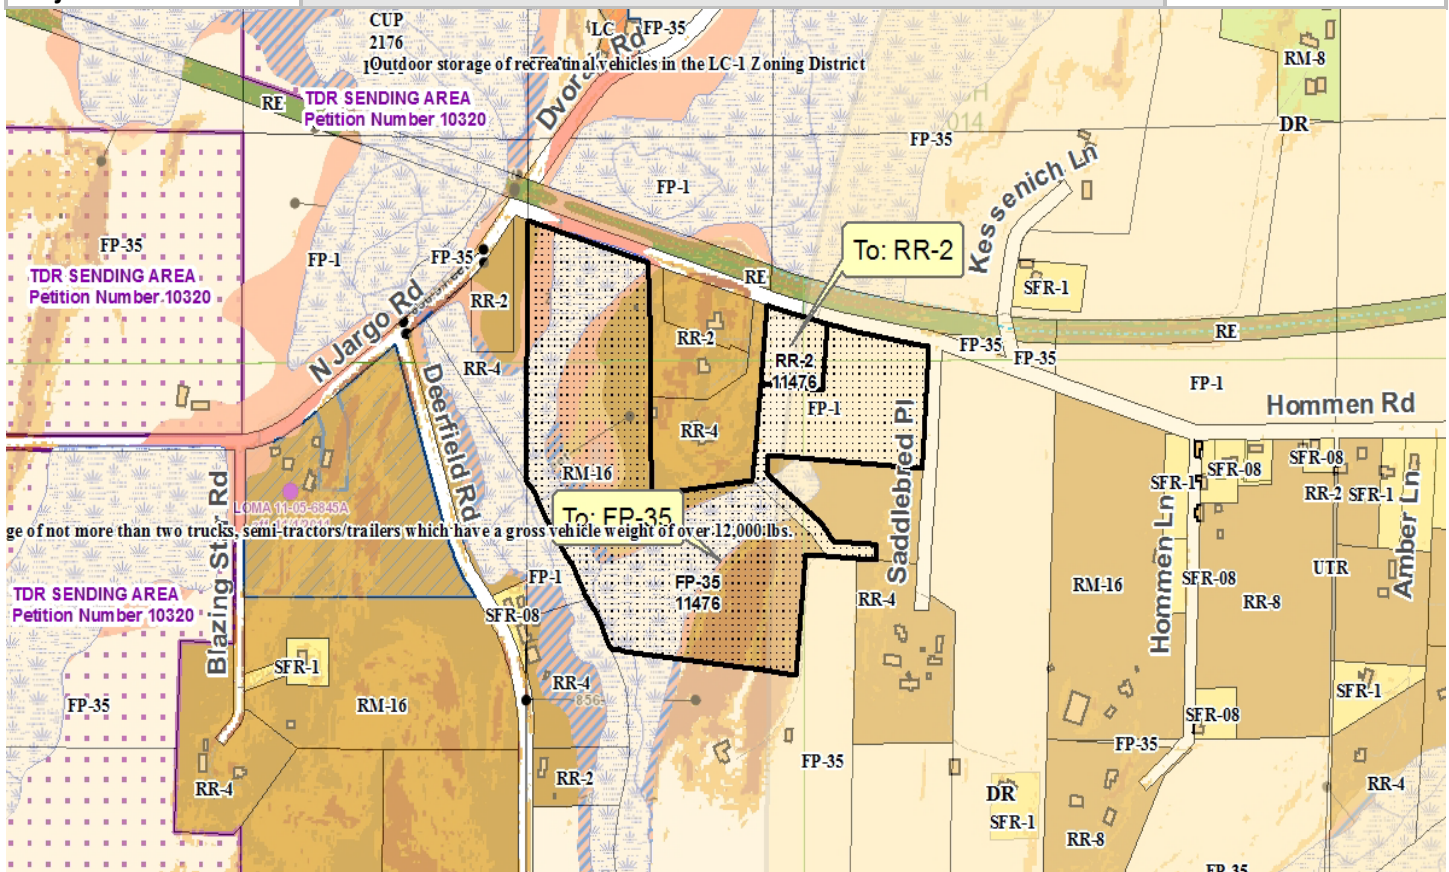 CUP
2176
Outdoor storage of recreatinal vehicles in the LC-1 Zoning District
LC
FP-35
Dvorak Rd
RM-8
RE
TDR SENDING AREA
Petition Number 10320
DR
FP-35
FP-1
Kessenich Ln
To: RR-2
FP-35
TDR SENDING AREA
Petition Number 10320
FP-1
FP-35
RE
SFR-1
RR-2
N Jargo Rd
RR-2
RE
FP-35
FP-35
RR-4
RR-2
11476
FP-1
FP-1
Hommen Rd
Deerfield Rd
RR-4
Saddlebred Pl
RM-16
SFR-08
SFR-08
SFR-1
RR-2
SFR-1
LOMA 11-05-6845A
To: FP-35
ge of not more than two trucks, semi-tractors/trailers which have a gross vehicle weight of over 12,000 lbs.
Blazing Star Rd
Hommen Ln
Amber Ln
UTR
FP-1
FP-35
11476
RM-16
SFR-08
RR-8
TDR SENDING AREA
Petition Number 10320
SFR-08
RR-4
SFR-1
RR-4
SFR-1
FP-35
RM-16
856
SFR-08
FP-35
FP-35
RR-4
RR-2
RR-4
DR
SFR-1
RR-8
FP-35